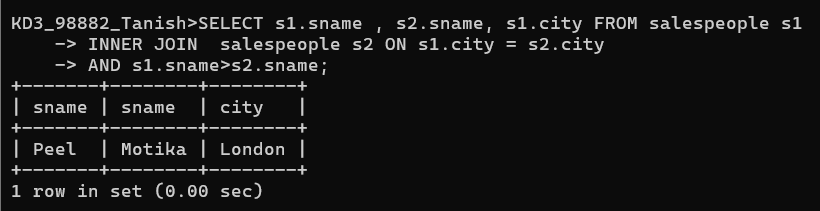 KD3_98882_Tanish>SELECT s1.sname , s2.sname, s1.city FROM salespeople s1
    -> INNER JOIN  salespeople s2 ON s1.city = s2.city
    -> AND s1.sname>s2.sname;
+-------+--------+--------+
| sname | sname  | city   |
+-------+--------+--------+
| Peel  | Motika | London |
+-------+--------+--------+
1 row in set (0.00 sec)